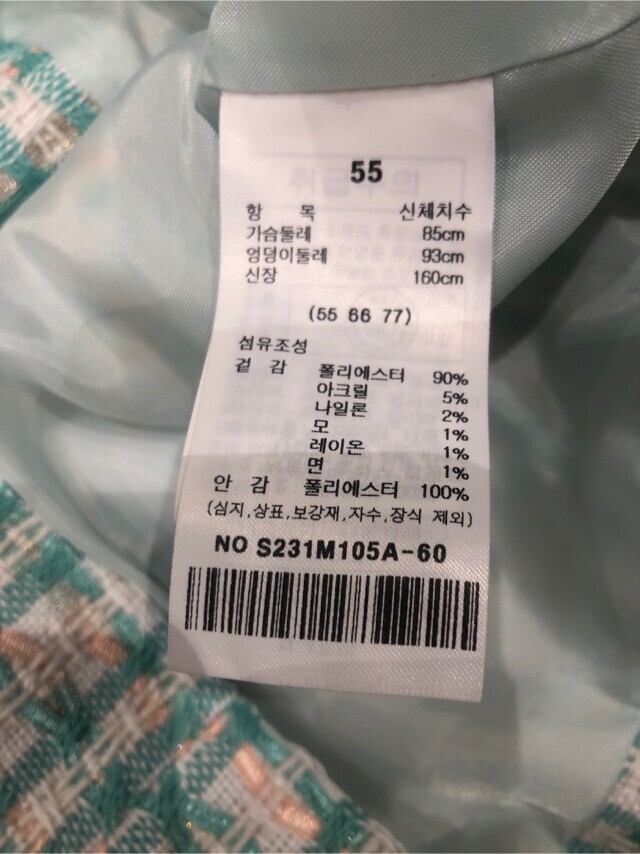 55
항 목 신체치수
가슴둘레 85cm
엉덩이둘레 93cm
신장 160cm
(55 66 77)
섬유조성
겉 감 폴리에스터 90%
아크릴 5%
나일론 2%
모 1%
레이온 1%
면 1%
안 감 폴리에스터 100%
(심지,상표,보강재,자수,장식 제외)
NO S231M105A-60